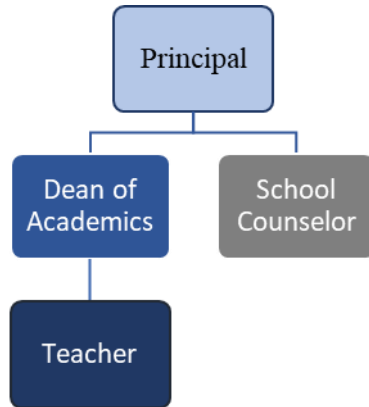 Principal
Dean of
Academics
School
Counselor
Teacher